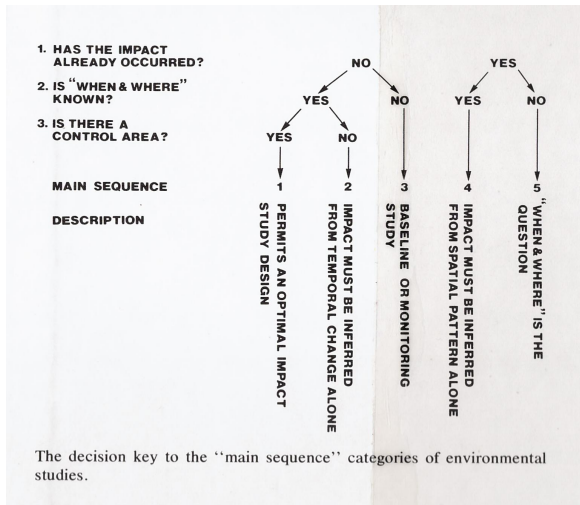 1. HAS THE IMPACT
ALREADY OCCURRED?
NO
YES
2. IS "WHEN & WHERE"
KNOWN?
YES
NO
YES
NO
3. IS THERE A
CONTROL AREA?
YES
NO
MAIN SEQUENCE
1
2
3
4
5
DESCRIPTION
PERMITS AN OPTIMAL IMPACT
STUDY DESIGN
IMPACT MUST BE INFERRED
FROM TEMPORAL CHANGE ALONE
BASELINE OR MONITORING
STUDY
IMPACT MUST BE INFERRED
FROM SPATIAL PATTERN ALONE
"WHEN & WHERE" IS THE
QUESTION
The decision key to the "main sequence" categories of environmental
studies.